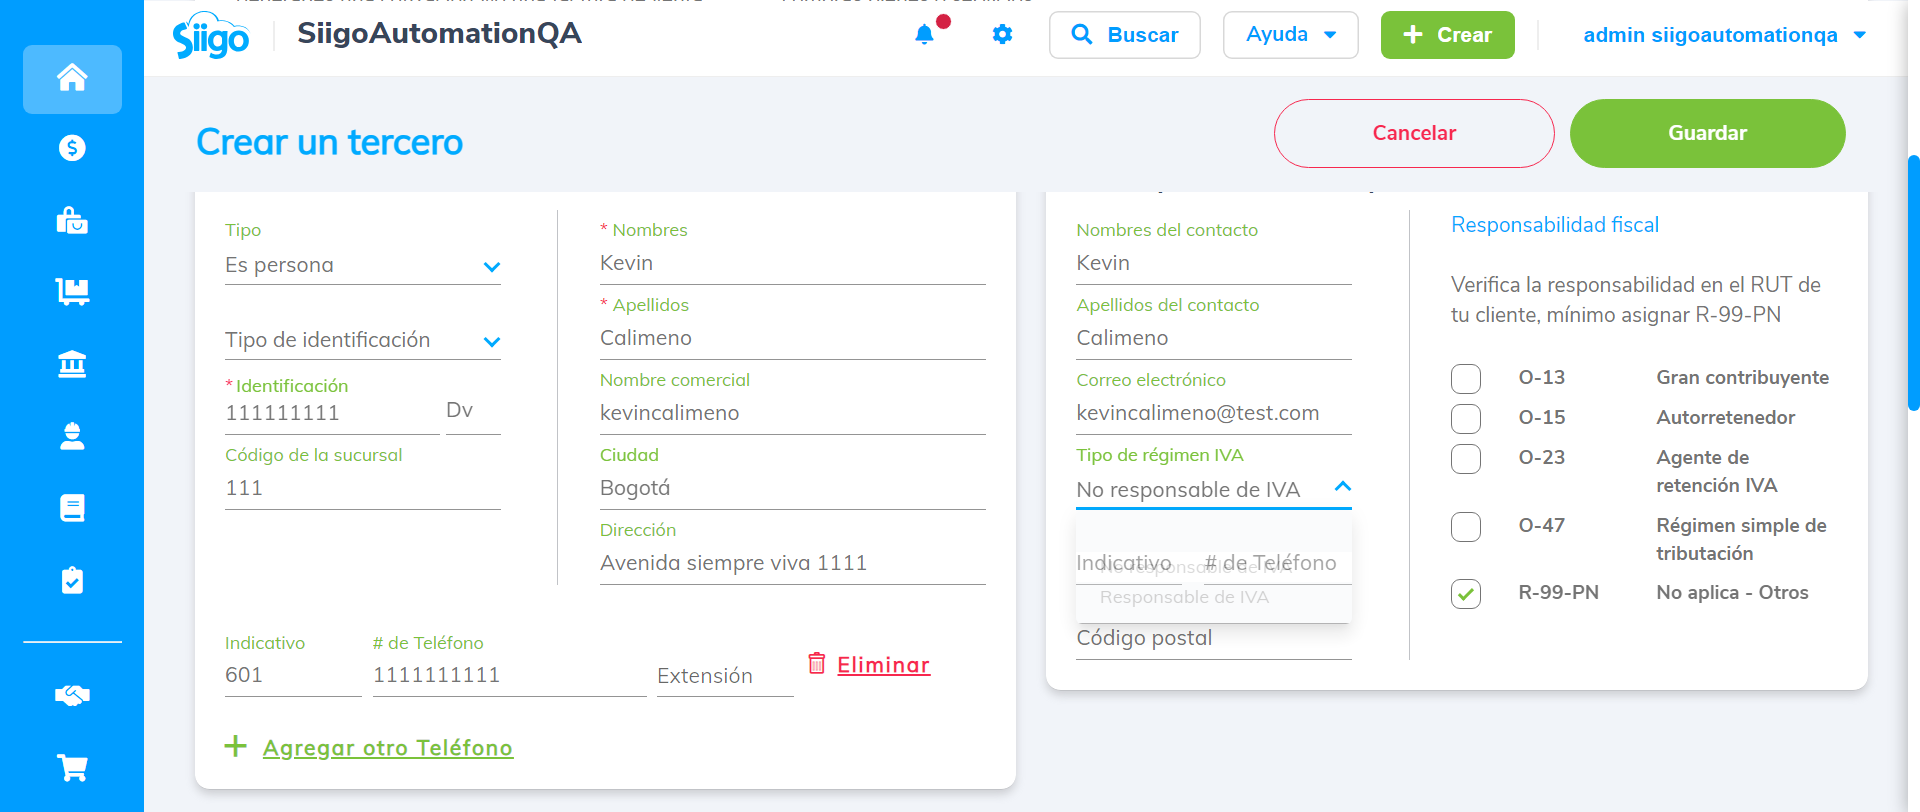 Siigo
SiigoAutomationQA
Buscar
Ayuda
Crear
admin siigoautomationqa
Crear un tercero
Cancelar
Guardar
Tipo
Es persona
Tipo de identificación
* Identificación
111111111
Dv
Código de la sucursal
111
* Nombres
Kevin
* Apellidos
Calimeno
Nombre comercial
kevincalimeno
Ciudad
Bogotá
Dirección
Avenida siempre viva 1111
Indicativo
601
# de Teléfono
1111111111
Extensión
Eliminar
Agregar otro Teléfono
Nombres del contacto
Kevin
Apellidos del contacto
Calimeno
Correo electrónico
kevincalimeno@test.com
Tipo de régimen IVA
No responsable de IVA
Indicativo
# de Teléfono
No responsable de IVA
Responsable de IVA
Código postal
Responsabilidad fiscal
Verifica la responsabilidad en el RUT de
tu cliente, mínimo asignar R-99-PN
O-13 Gran contribuyente
O-15 Autorretenedor
O-23 Agente de
retención IVA
O-47 Régimen simple de
tributación
R-99-PN No aplica - Otros